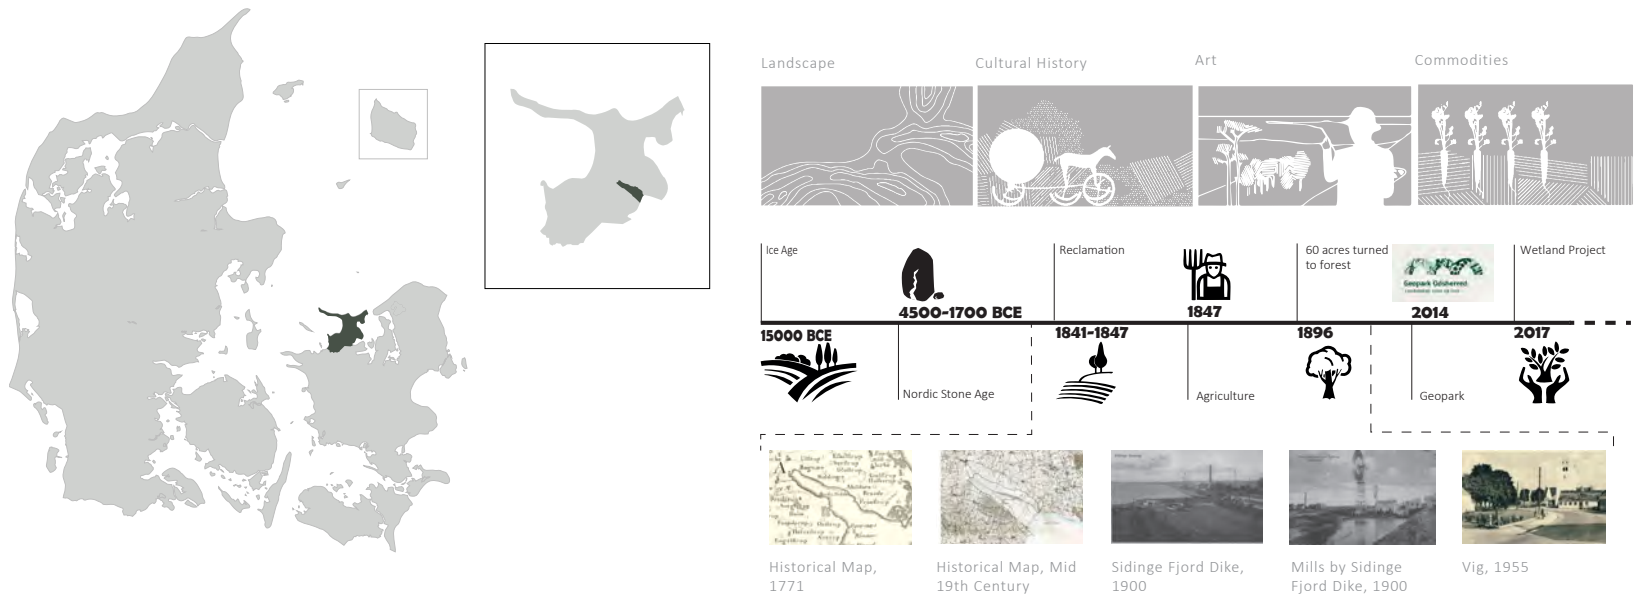 Landscape
Cultural History
Art
Commodities
Ice Age
Reclamation
60 acres turned
to forest
Geopark Odsherred
Wetland Project
4500-1700 BCE
1847
2014
15000 BCE
1841-1847
1896
2017
Nordic Stone Age
Agriculture
Geopark
A
Historical Map,
1771
Historical Map, Mid
19th Century
Sidinge Fjord Dike,
1900
Mills by Sidinge
Fjord Dike, 1900
Vig, 1955